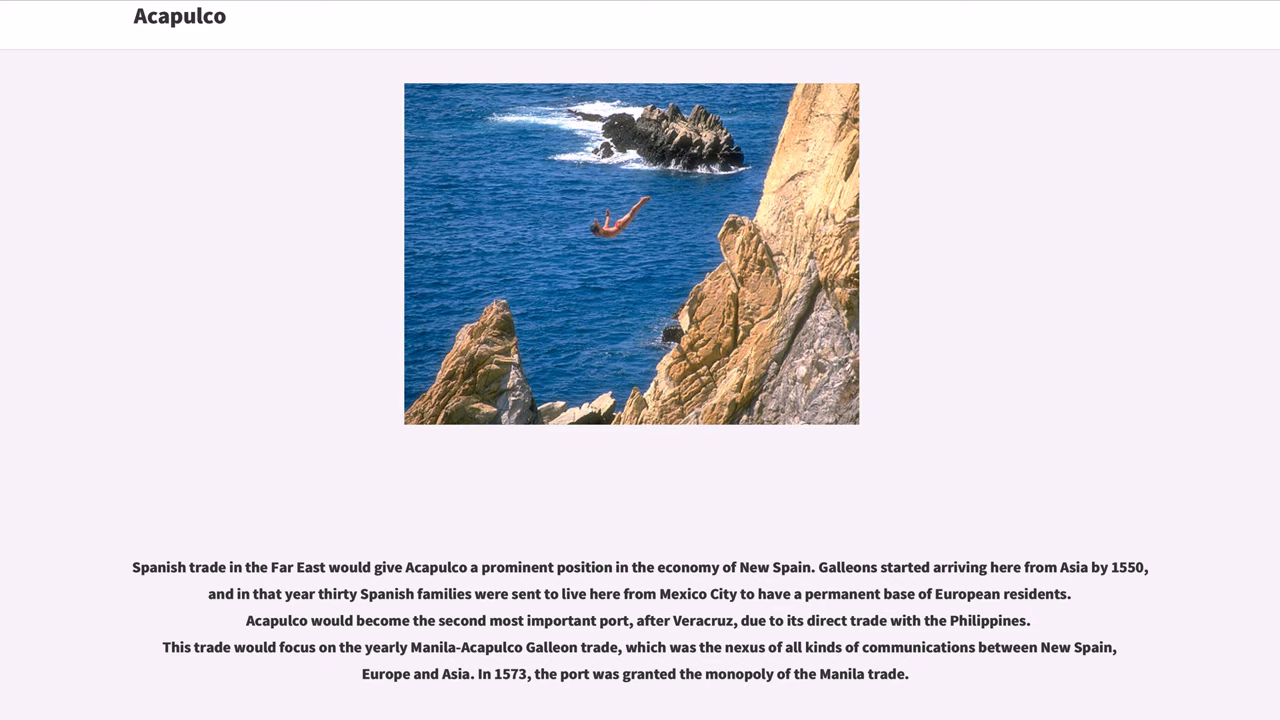 Acapulco
Spanish trade in the Far East would give Acapulco a prominent position in the economy of New Spain. Galleons started arriving here from Asia by 1550,
and in that year thirty Spanish families were sent to live here from Mexico City to have a permanent base of European residents.
Acapulco would become the second most important port, after Veracruz, due to its direct trade with the Philippines.
This trade would focus on the yearly Manila-Acapulco Galleon trade, which was the nexus of all kinds of communications between New Spain,
Europe and Asia. In 1573, the port was granted the monopoly of the Manila trade.